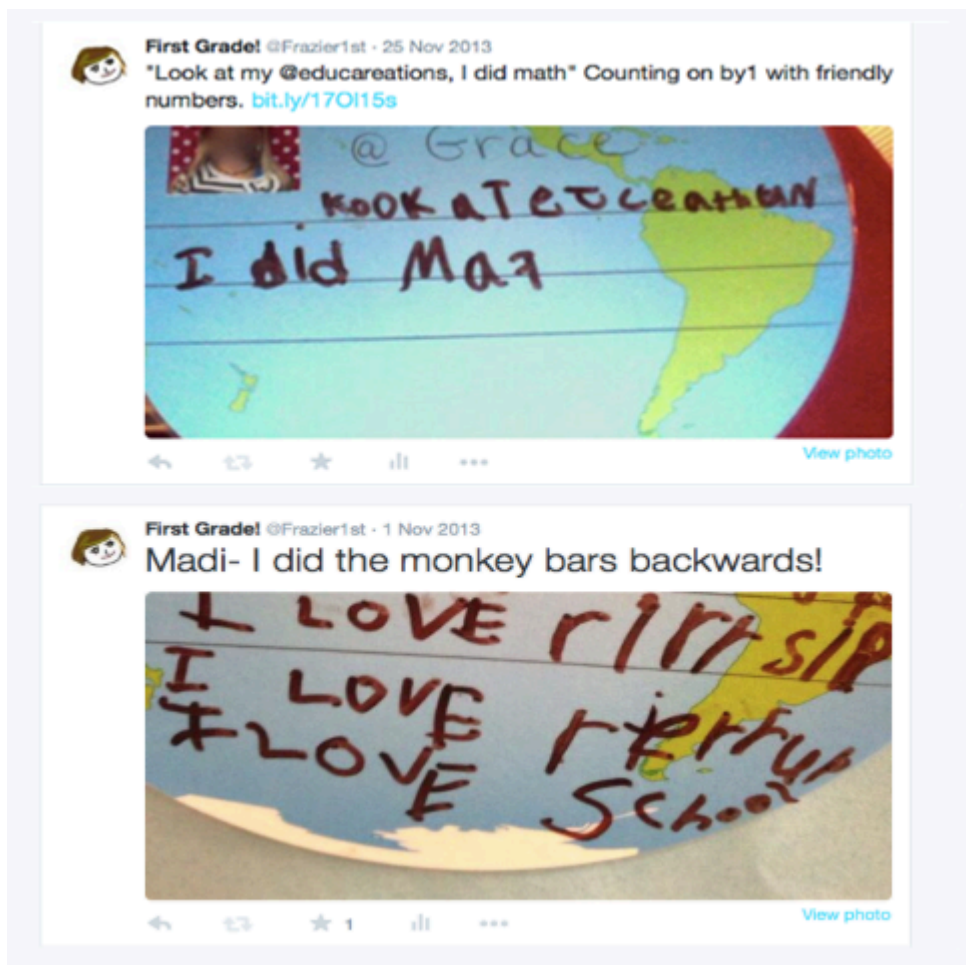 First Grade! @Frazier1st · 25 Nov 2013
"Look at my @educareations, I did math" Counting on by1 with friendly
numbers. bit.ly/17Ol15s
@ Grace
I did Maz
View photo
First Grade! @Frazier1st · 1 Nov 2013
Madi- I did the monkey bars backwards!
I LOVE
I LOVE
I LOVE School
1
View photo